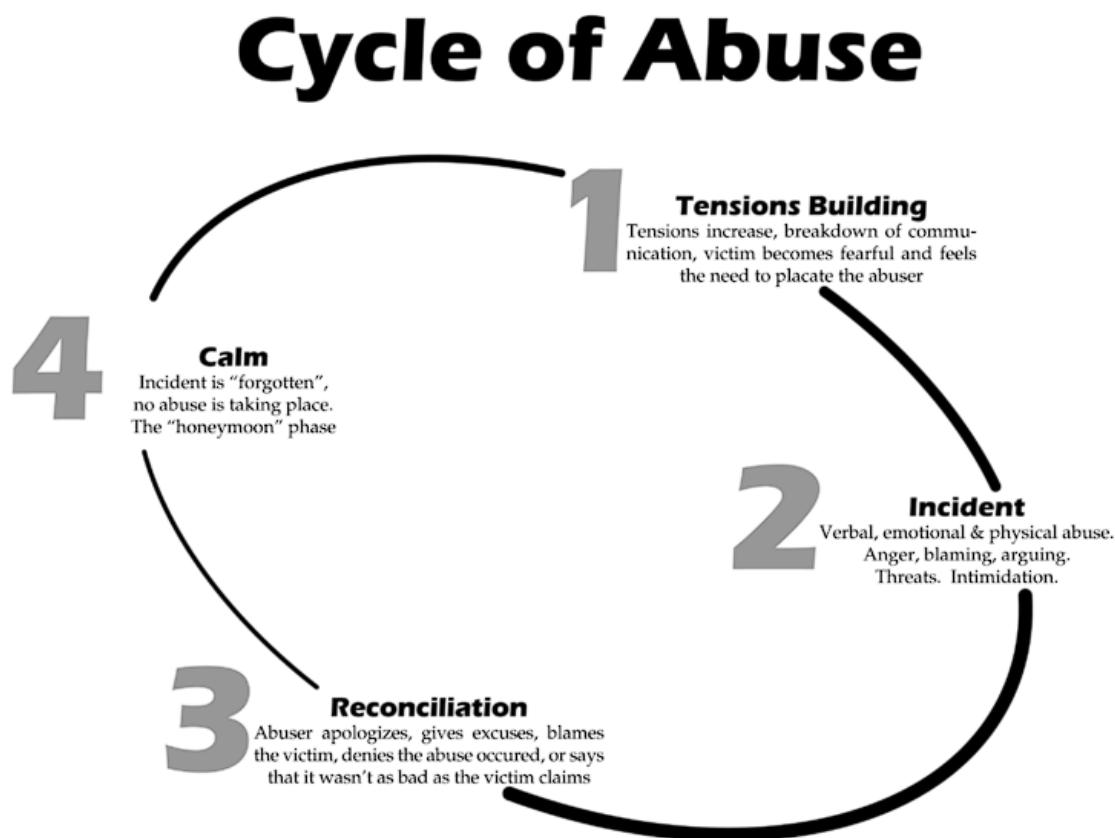 Cycle of Abuse
1
Tensions Building
Tensions increase, breakdown of commu-
nication, victim becomes fearful and feels
the need to placate the abuser
2
Incident
Verbal, emotional & physical abuse.
Anger, blaming, arguing.
Threats. Intimidation.
3
Reconciliation
Abuser apologizes, gives excuses, blames
the victim, denies the abuse occured, or says
that it wasn't as bad as the victim claims
4
Calm
Incident is “forgotten”,
no abuse is taking place.
The “honeymoon” phase